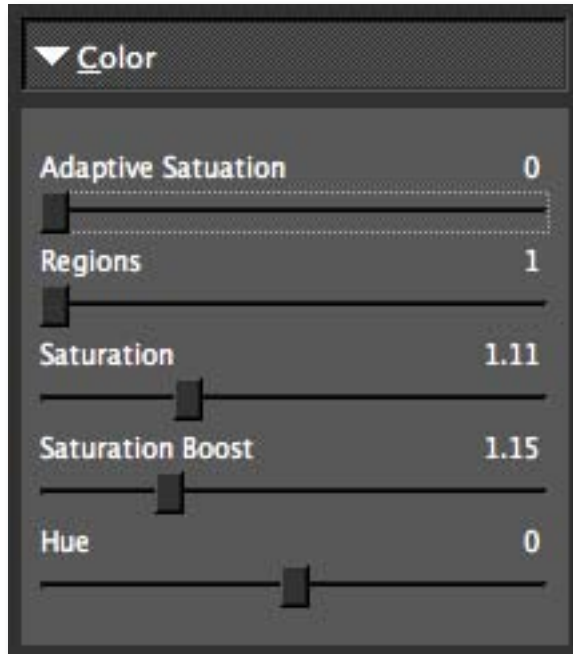 Color
Adaptive Satuation 0
Regions 1
Saturation 1.11
Saturation Boost 1.15
Hue 0